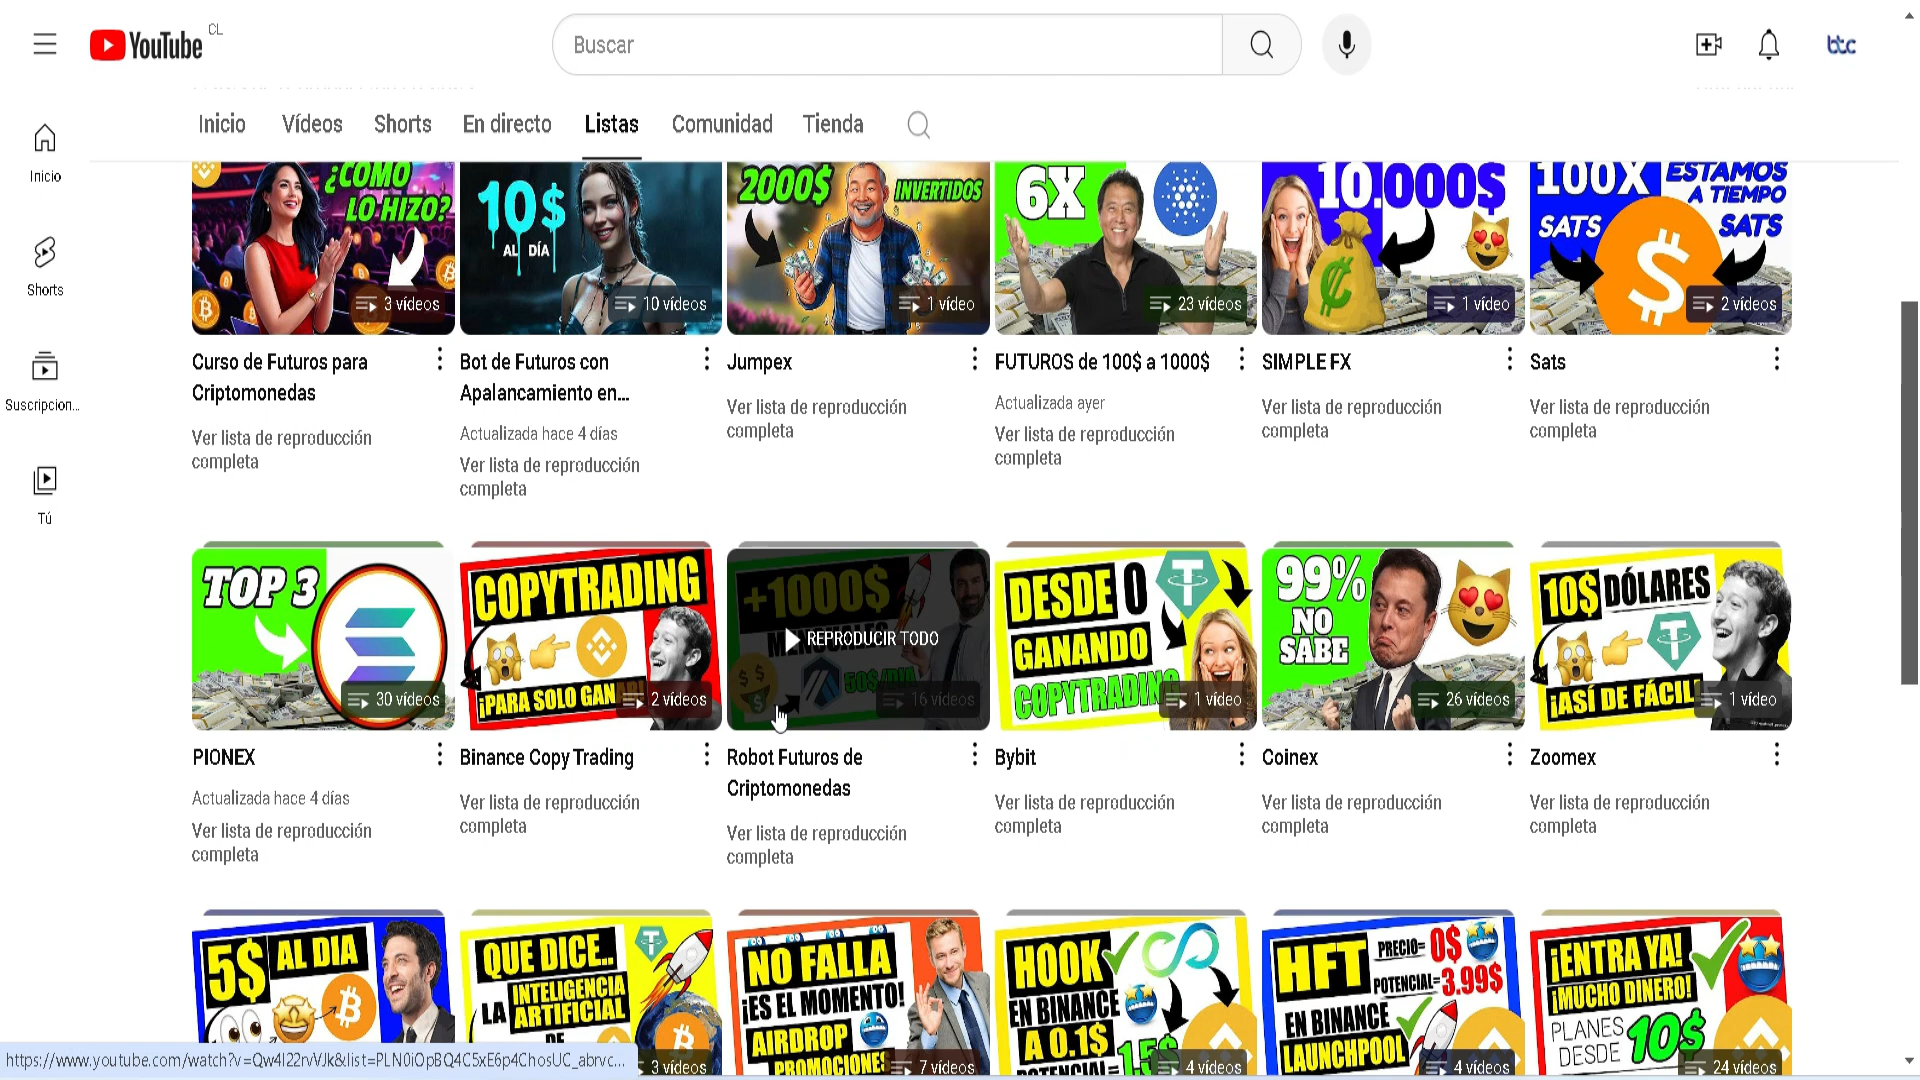 YouTube CL
Buscar
btc
Inicio
Shorts
Suscripcion...
Tú
Inicio Vídeos Shorts En directo Listas Comunidad Tienda
¿CÓMO
LO HIZO?
3 vídeos
10$
AL DÍA
10 vídeos
2000$ INVERTIDOS
1 vídeo
6X
23 vídeos
10.000$
1 vídeo
100X ESTAMOS
A TIEMPO
SATS SATS
2 vídeos
Curso de Futuros para
Criptomonedas
Ver lista de reproducción
completa
Bot de Futuros con
Apalancamiento en...
Actualizada hace 4 días
Ver lista de reproducción
completa
Jumpex
Ver lista de reproducción
completa
FUTUROS de 100$ a 1000$
Actualizada ayer
Ver lista de reproducción
completa
SIMPLE FX
Ver lista de reproducción
completa
Sats
Ver lista de reproducción
completa
TOP 3
30 vídeos
COPYTRADING
¡PARA SOLO GAN
2 vídeos
+1000$
MENSUALES
REPRODUCIR TODO
50$/DIA
16 vídeos
DESDE 0
GANANDO
COPYTRADING
1 vídeo
99%
NO
SABE
26 vídeos
10$ DÓLARES
¡ASÍ DE FÁCIL
1 vídeo
PIONEX
Actualizada hace 4 días
Ver lista de reproducción
completa
Binance Copy Trading
Ver lista de reproducción
completa
Robot Futuros de
Criptomonedas
Ver lista de reproducción
completa
Bybit
Ver lista de reproducción
completa
Coinex
Ver lista de reproducción
completa
Zoomex
Ver lista de reproducción
completa
5$ AL DIA
QUE DICE..
LA INTELIGENCIA
ARTIFICIAL
DE
3 vídeos
NO FALLA
¡ES EL MOMENTO!
AIRDROP
PROMOCIONES
7 vídeos
HOOK
EN BINANCE
A 0.1$
POTENCIAL= 1.5$
4 vídeos
HFT PRECIO= 0$
POTENCIAL=3.99$
EN BINANCE
LAUNCHPOOL
4 vídeos
¡ENTRA YA!
¡MUCHO DINERO!
PLANES
DESDE 10$
24 vídeos
https://www.youtube.com/watch?v=Qw4l22rvVJk&list=PLN0iOpBQ4C5xE6p4ChosUC_abrvc...